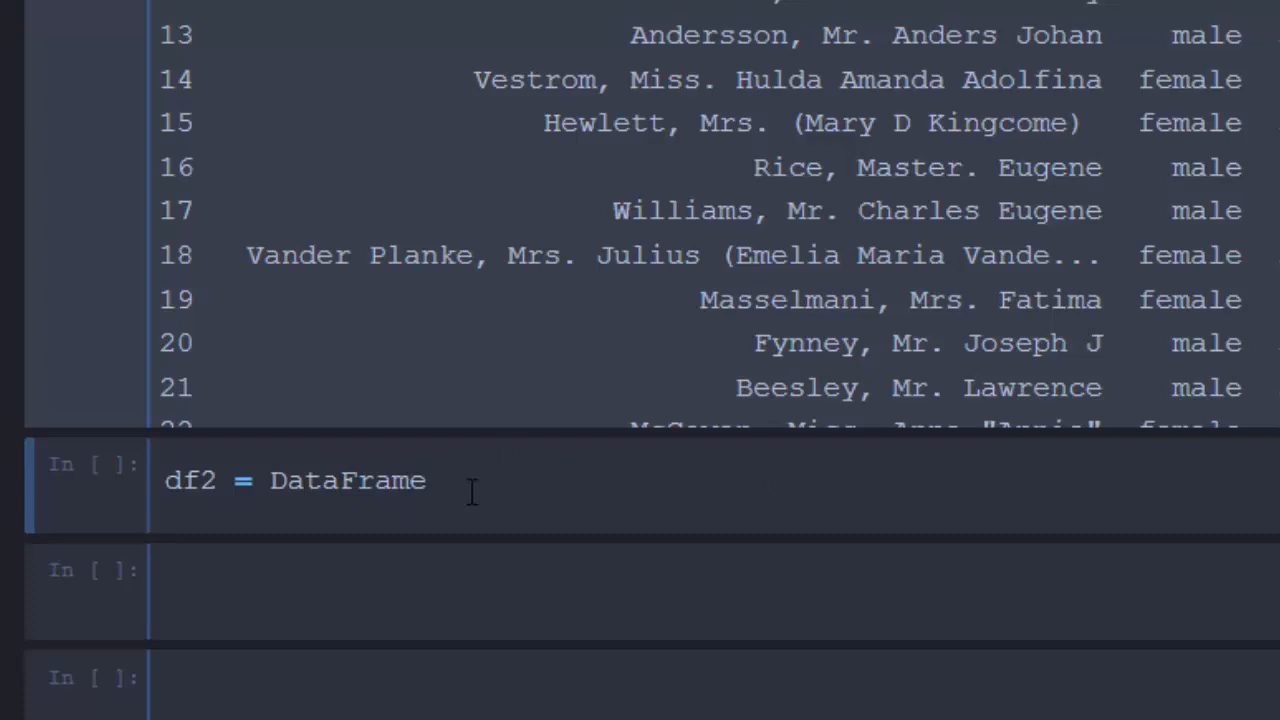 13 Andersson, Mr. Anders Johan male
14 Vestrom, Miss. Hulda Amanda Adolfina female
15 Hewlett, Mrs. (Mary D Kingcome) female
16 Rice, Master. Eugene male
17 Williams, Mr. Charles Eugene male
18 Vander Planke, Mrs. Julius (Emelia Maria Vande... female
19 Masselmani, Mrs. Fatima female
20 Fynney, Mr. Joseph J male
21 Beesley, Mr. Lawrence male
In [ ]: df2 = DataFrame
In [ ]:
In [ ]: